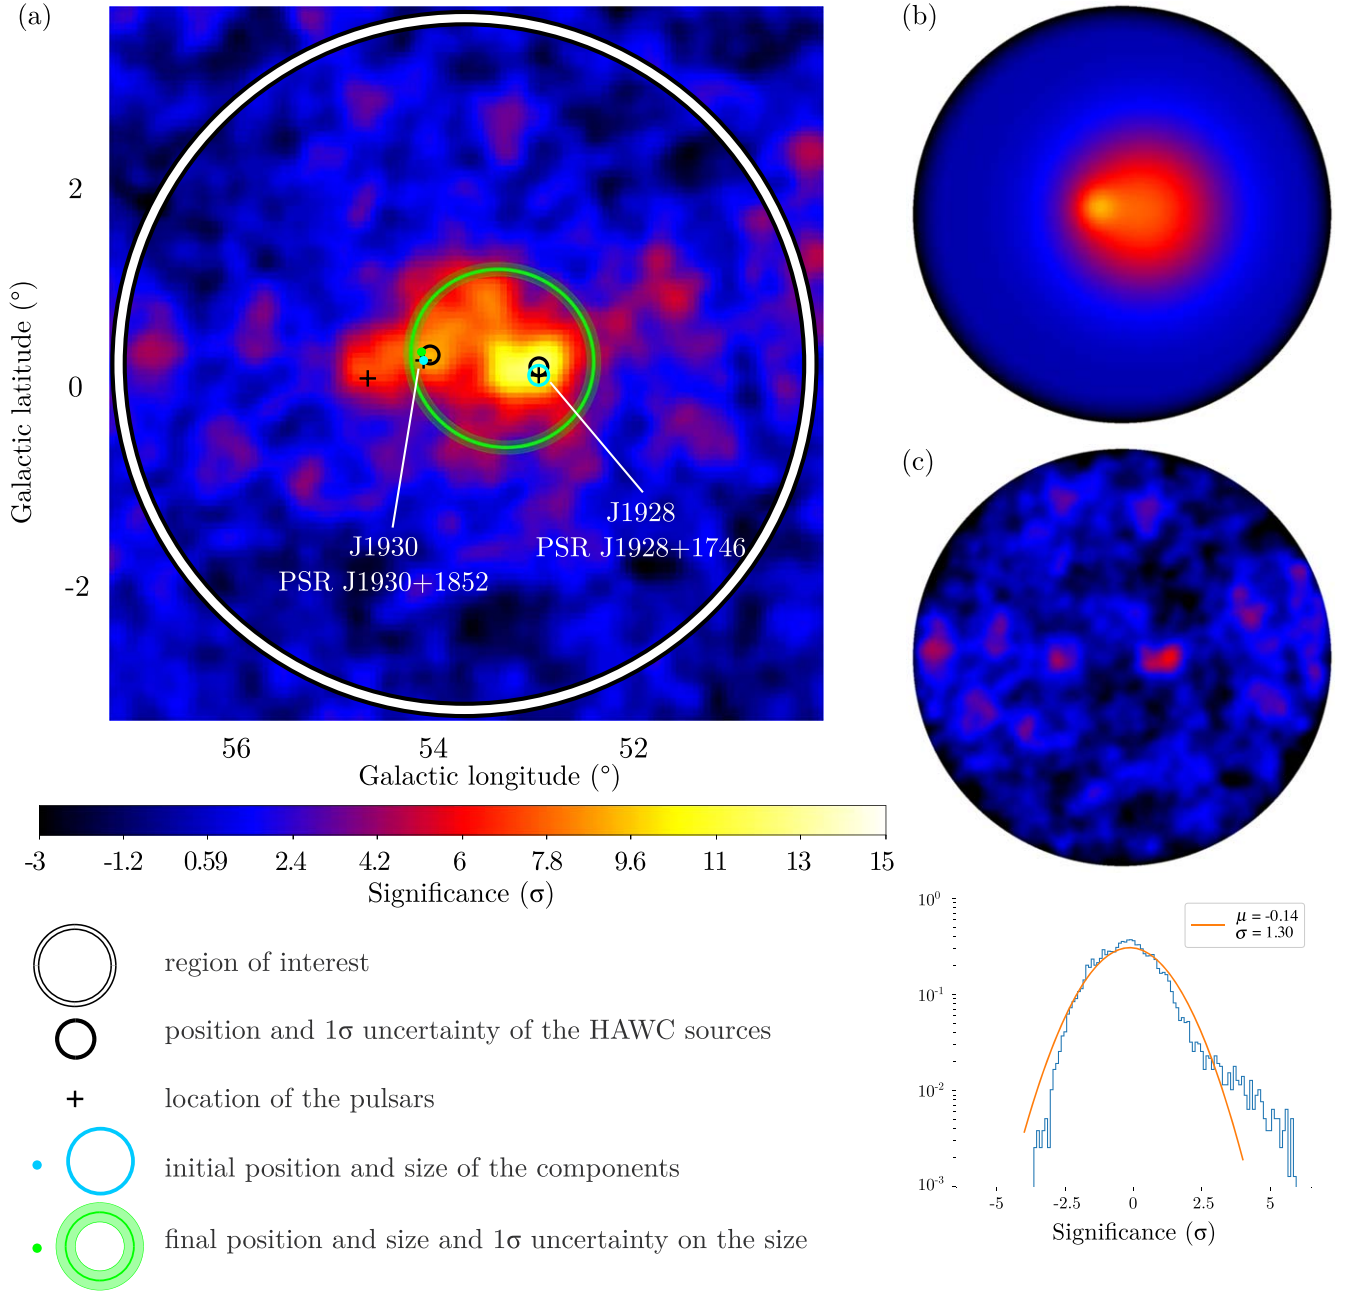 (a)
2
0
-2
Galactic latitude (°)
J1930
PSR J1930+1852
J1928
PSR J1928+1746
56 54 52
Galactic longitude (°)
-3 -1.2 0.59 2.4 4.2 6 7.8 9.6 11 13 15
Significance (σ)
region of interest
position and 1σ uncertainty of the HAWC sources
location of the pulsars
initial position and size of the components
final position and size and 1σ uncertainty on the size
(b)
(c)
10⁰
10⁻¹
10⁻²
10⁻³
μ = -0.14
σ = 1.30
-5 -2.5 0 2.5 5
Significance (σ)